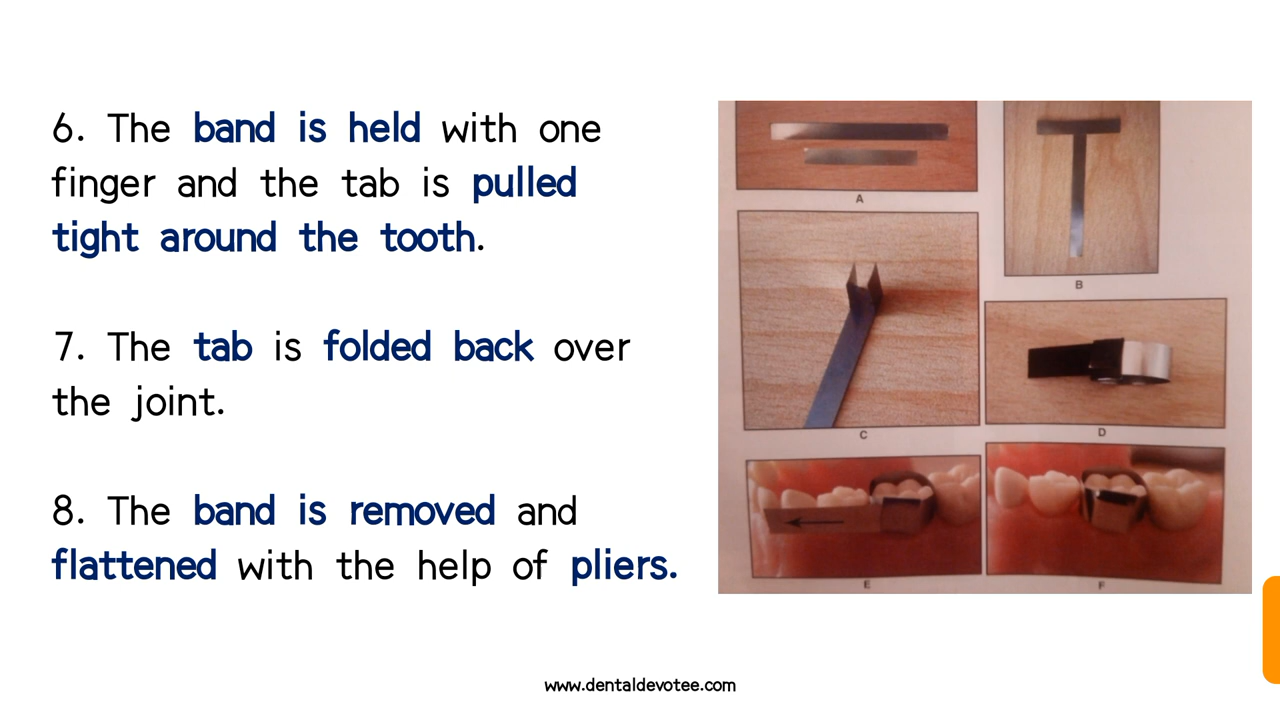 6. The band is held with one
finger and the tab is pulled
tight around the tooth.
7. The tab is folded back over
the joint.
8. The band is removed and
flattened with the help of pliers.
A
B
C
D
E
F
www.dentaldevotee.com